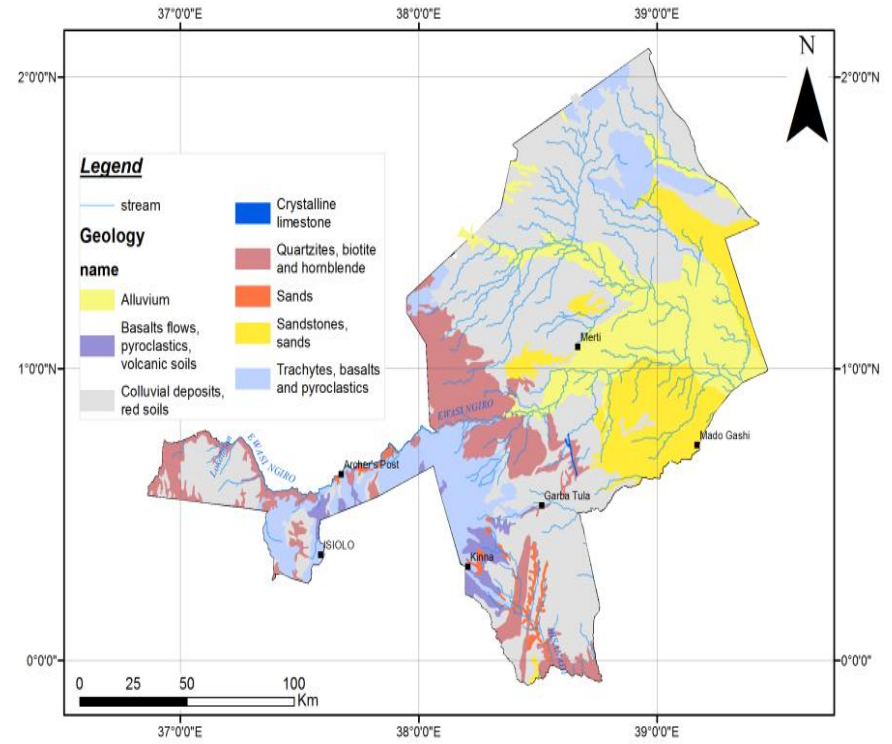 37°0'0"E 38°0'0"E 39°0'0"E
N
2°0'0"N 2°0'0"N
Legend
stream
Geology
name
Alluvium
Basalts flows,
pyroclastics,
volcanic soils
Colluvial deposits,
red soils
Crystalline
limestone
Quartzites, biotite
and hornblende
Sands
Sandstones,
sands
Trachytes, basalts
and pyroclastics
Merti
1°0'0"N 1°0'0"N
EWASI NGIRO
Mado Gashi
EWASI NGIRO
Archer's Post
Garba Tula
ISIOLO
Kinna
0°0'0" 0°0'0"
0 25 50 100
Km
37°0'0"E 38°0'0"E 39°0'0"E